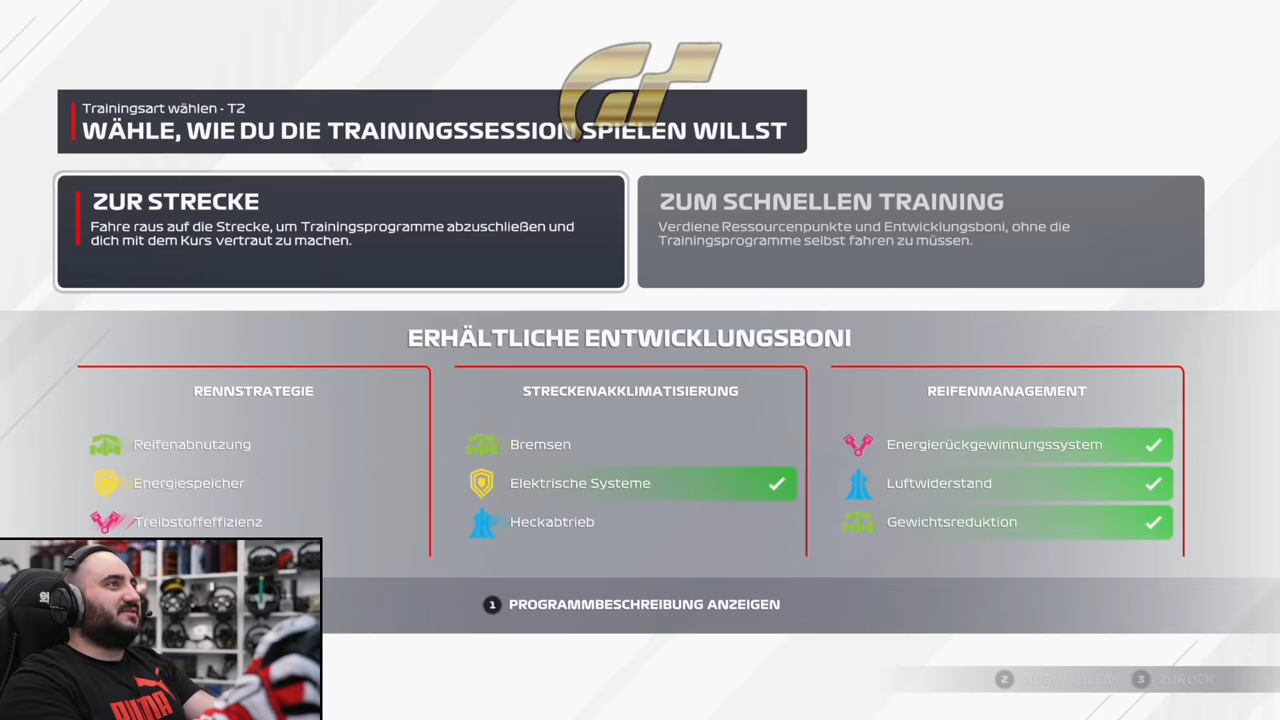 GT
Trainingsart wählen - T2
WÄHLE, WIE DU DIE TRAININGSSESSION SPIELEN WILLST
ZUR STRECKE
Fahre raus auf die Strecke, um Trainingsprogramme abzuschließen und
dich mit dem Kurs vertraut zu machen.
ZUM SCHNELLEN TRAINING
Verdiene Ressourcenpunkte und Entwicklungsboni, ohne die
Trainingsprogramme selbst fahren zu müssen.
ERHÄLTLICHE ENTWICKLUNGSBONI
RENNSTRATEGIE
Reifenabnutzung
Energiespeicher
Treibstoffeffizienz
STRECKENAKKLIMATISIERUNG
Bremsen
Elektrische Systeme
Heckabtrieb
REIFENMANAGEMENT
Energierückgewinnungssystem
Luftwiderstand
Gewichtsreduktion
1 PROGRAMMBESCHREIBUNG ANZEIGEN
2
3 ZURÜCK
PUMA